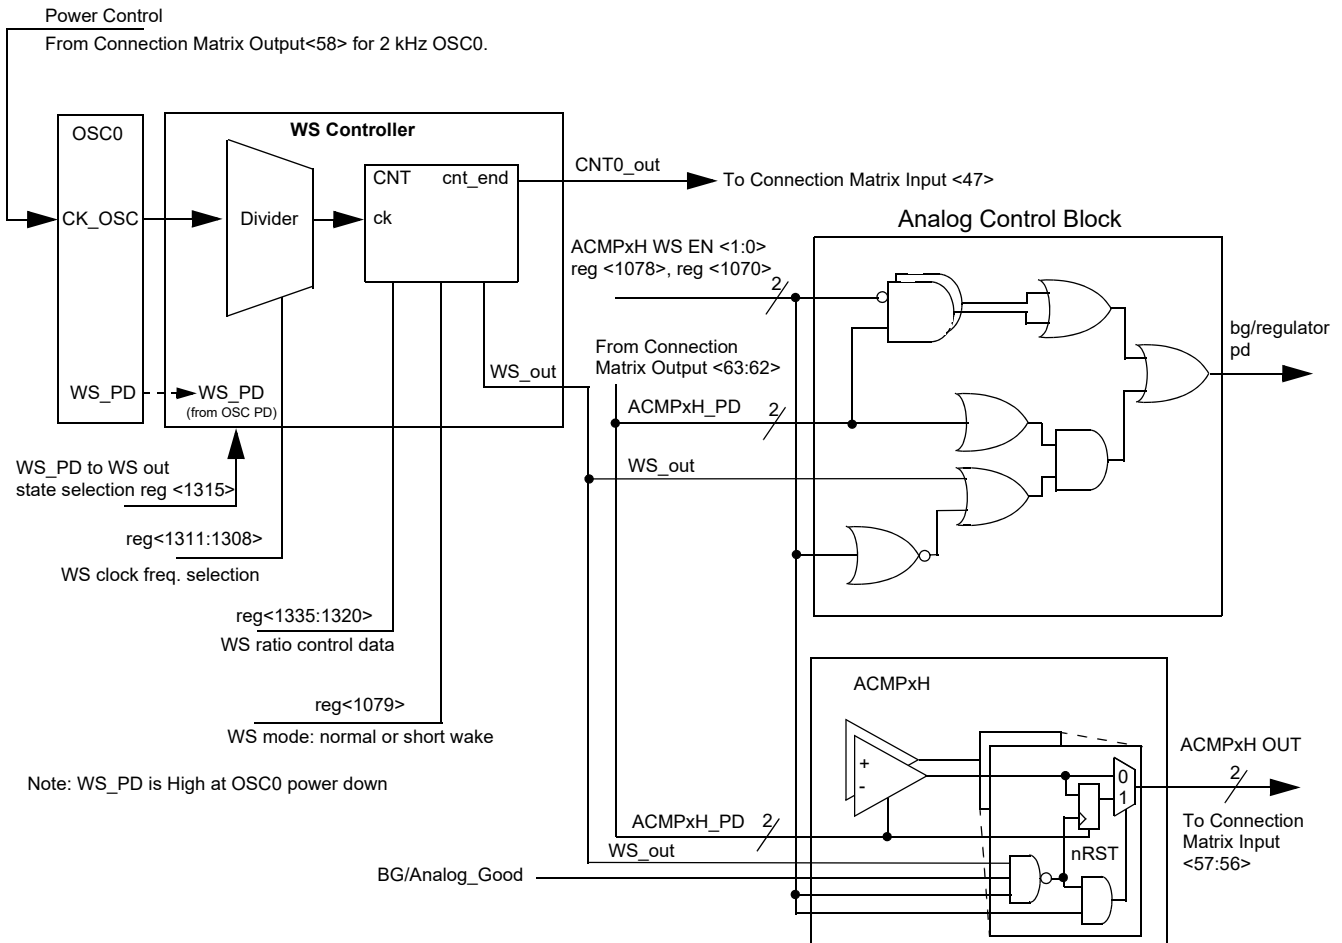 Power Control
From Connection Matrix Output<58> for 2 kHz OSC0.
OSC0
CK_OSC
WS_PD
WS Controller
Divider
CNT
cnt_end
ck
WS_PD
(from OSC PD)
CNT0_out
To Connection Matrix Input <47>
WS_out
WS_PD to WS out
state selection reg <1315>
reg<1311:1308>
WS clock freq. selection
reg<1335:1320>
WS ratio control data
reg<1079>
WS mode: normal or short wake
Note: WS_PD is High at OSC0 power down
Analog Control Block
ACMPxH WS EN <1:0>
reg <1078>, reg <1070>
2
From Connection
Matrix Output <63:62>
ACMPxH_PD
2
WS_out
bg/regulator
pd
ACMPxH
+
-
0
1
nRST
ACMPxH_PD
2
WS_out
BG/Analog_Good
ACMPxH OUT
2
To Connection
Matrix Input
<57:56>